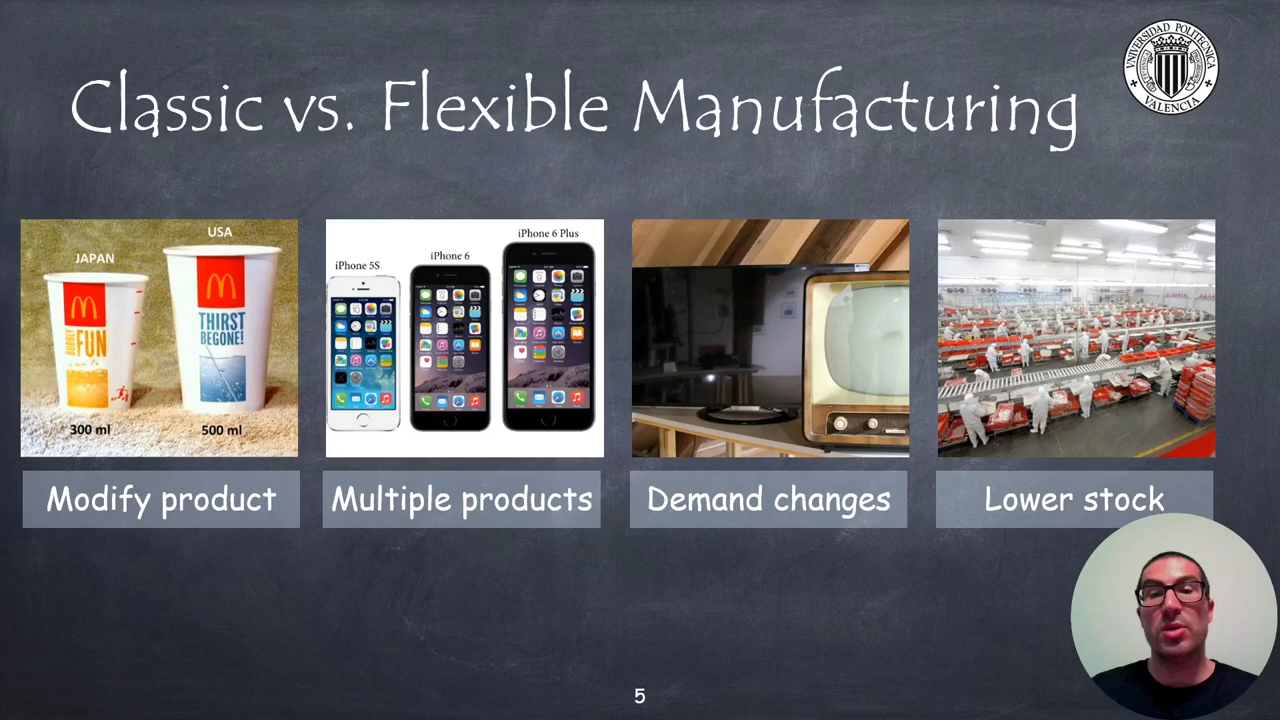 Classic vs. Flexible Manufacturing
UNIVERSIDAD POLITECNICA
VALENCIA
JAPAN
USA
FUN
THIRST
BEGONE!
300 ml
500 ml
iPhone 5S
iPhone 6
iPhone 6 Plus
Modify product
Multiple products
Demand changes
Lower stock
5